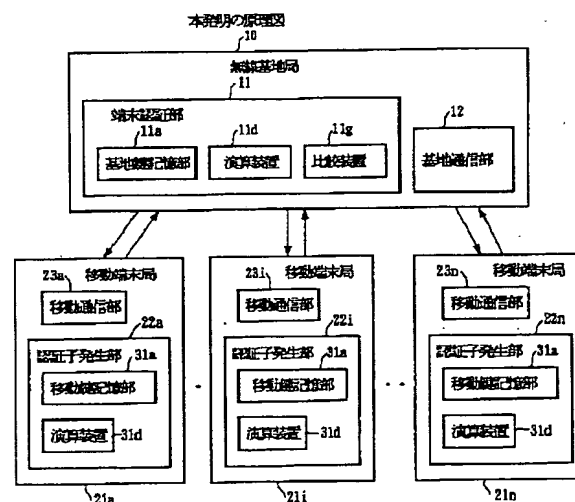 本発明の原理図
10
無線基地局
11
端末認証部
11a
11d
11g
12
基地鍵記憶部
演算装置
比較装置
基地通信部
23a
移動端末局
移動通信部
22a
認証子発生部
31a
移動鍵記憶部
演算装置
31d
21a
23i
移動端末局
移動通信部
22i
認証子発生部
31a
移動鍵記憶部
演算装置
31d
21i
23n
移動端末局
移動通信部
22n
認証子発生部
31a
移動鍵記憶部
演算装置
31d
21n